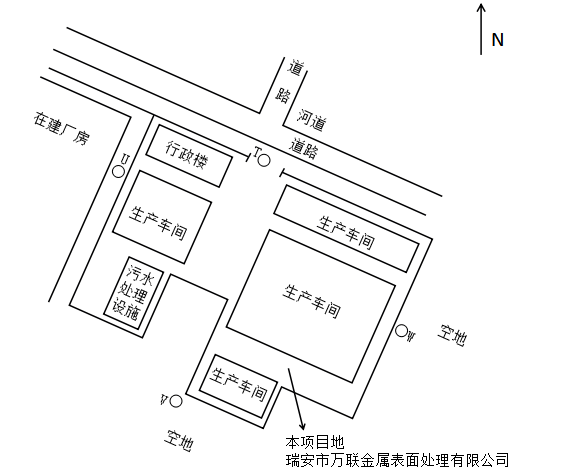 N
道
路
河道
道路
在建厂房
U
行政楼
T
生产车间
生产车间
污水
处理
设施
生产车间
W
空地
生产车间
V
空地
本项目地
瑞安市万联金属表面处理有限公司